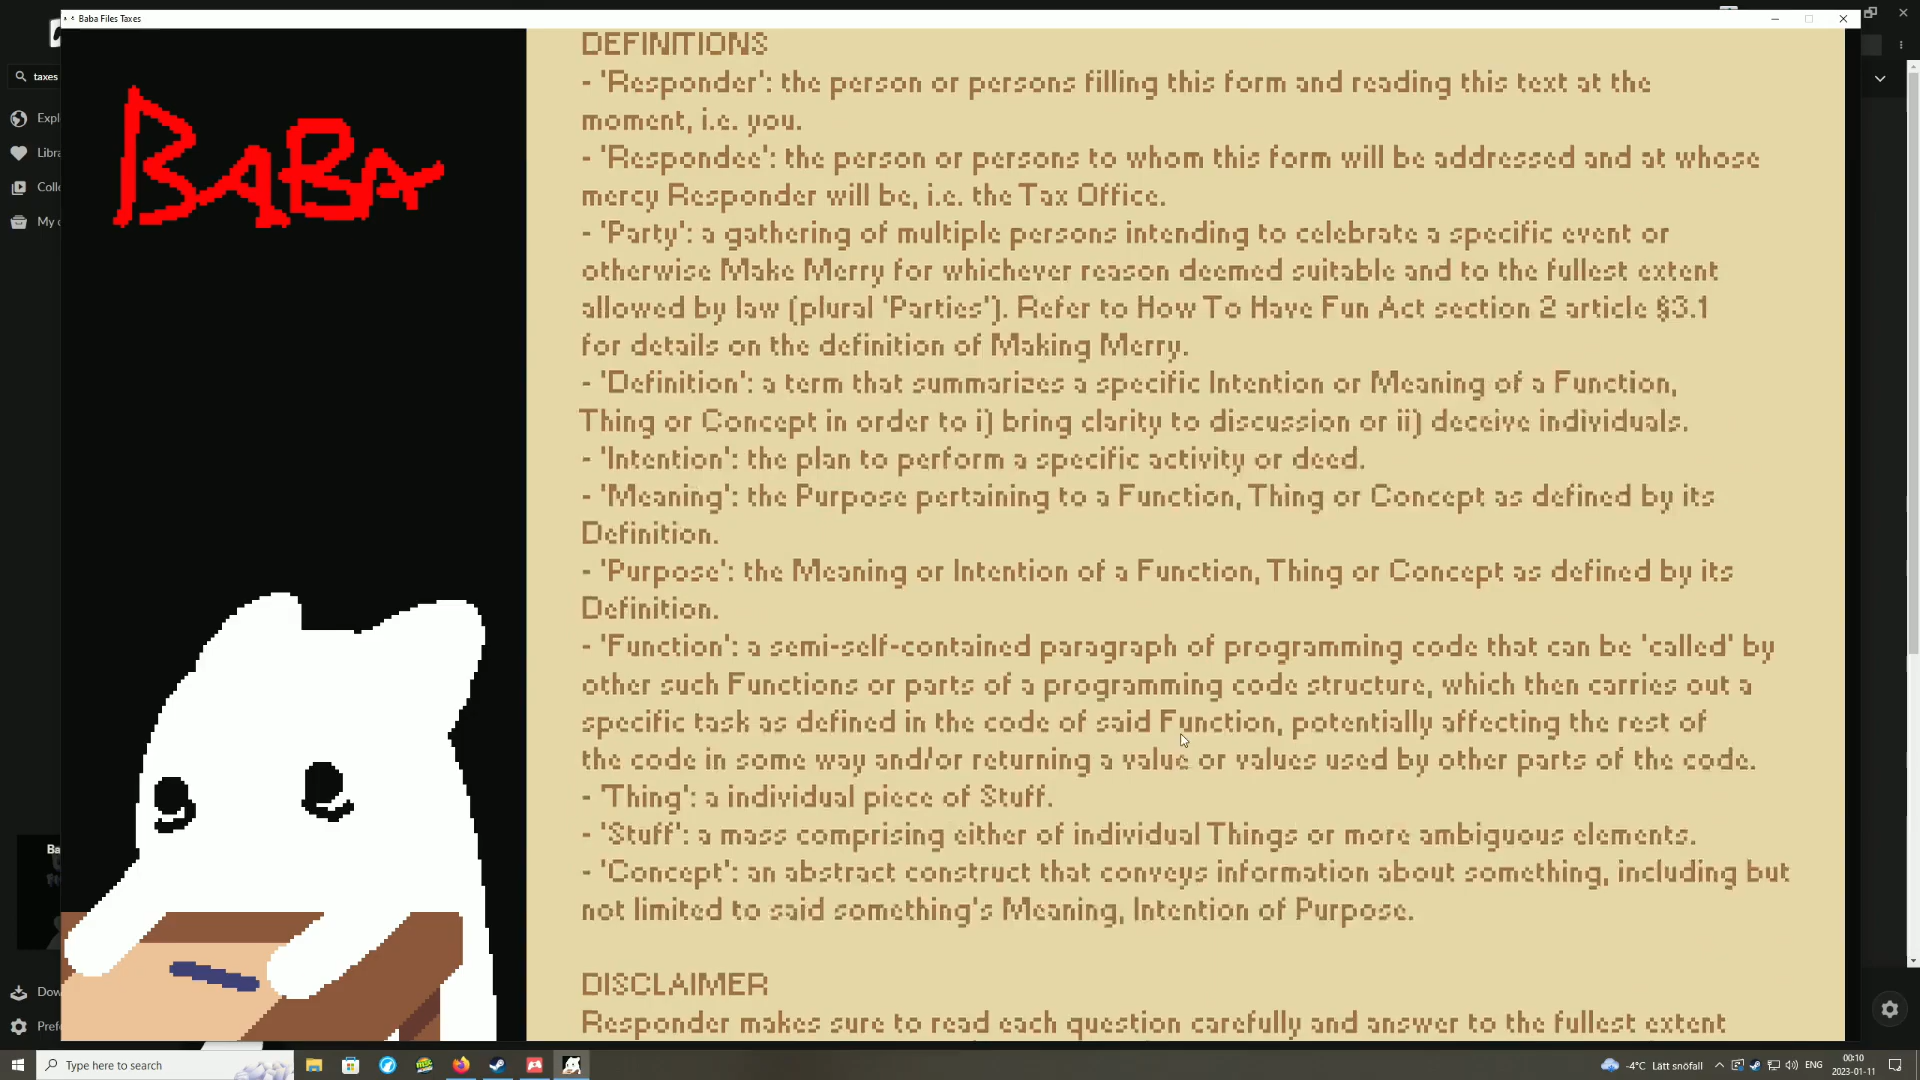 Baba Files Taxes
taxes
Expl
Libra
Colle
My c
Ba
Dow
Prefe
BABA
DEFINITIONS
- 'Responder': the person or persons filling this form and reading this text at the
moment, i.e. you.
- 'Respondee': the person or persons to whom this form will be addressed and at whose
mercy Responder will be, i.e. the Tax Office.
- 'Party': a gathering of multiple persons intending to celebrate a specific event or
otherwise Make Merry for whichever reason deemed suitable and to the fullest extent
allowed by law (plural 'Parties'). Refer to How To Have Fun Act section 2 article §3.1
for details on the definition of Making Merry.
- 'Definition': a term that summarizes a specific Intention or Meaning of a Function,
Thing or Concept in order to i) bring clarity to discussion or ii) deceive individuals.
- 'Intention': the plan to perform a specific activity or deed.
- 'Meaning': the Purpose pertaining to a Function, Thing or Concept as defined by its
Definition.
- 'Purpose': the Meaning or Intention of a Function, Thing or Concept as defined by its
Definition.
- 'Function': a semi-self-contained paragraph of programming code that can be 'called' by
other such Functions or parts of a programming code structure, which then carries out a
specific task as defined in the code of said Function, potentially affecting the rest of
the code in some way and/or returning a value or values used by other parts of the code.
- 'Thing': a individual piece of Stuff.
- 'Stuff': a mass comprising either of individual Things or more ambiguous elements.
- 'Concept': an abstract construct that conveys information about something, including but
not limited to said something's Meaning, Intention of Purpose.
DISCLAIMER
Responder makes sure to read each question carefully and answer to the fullest extent
Type here to search
-4°C Lätt snöfall
ENG
00:10
2023-01-11